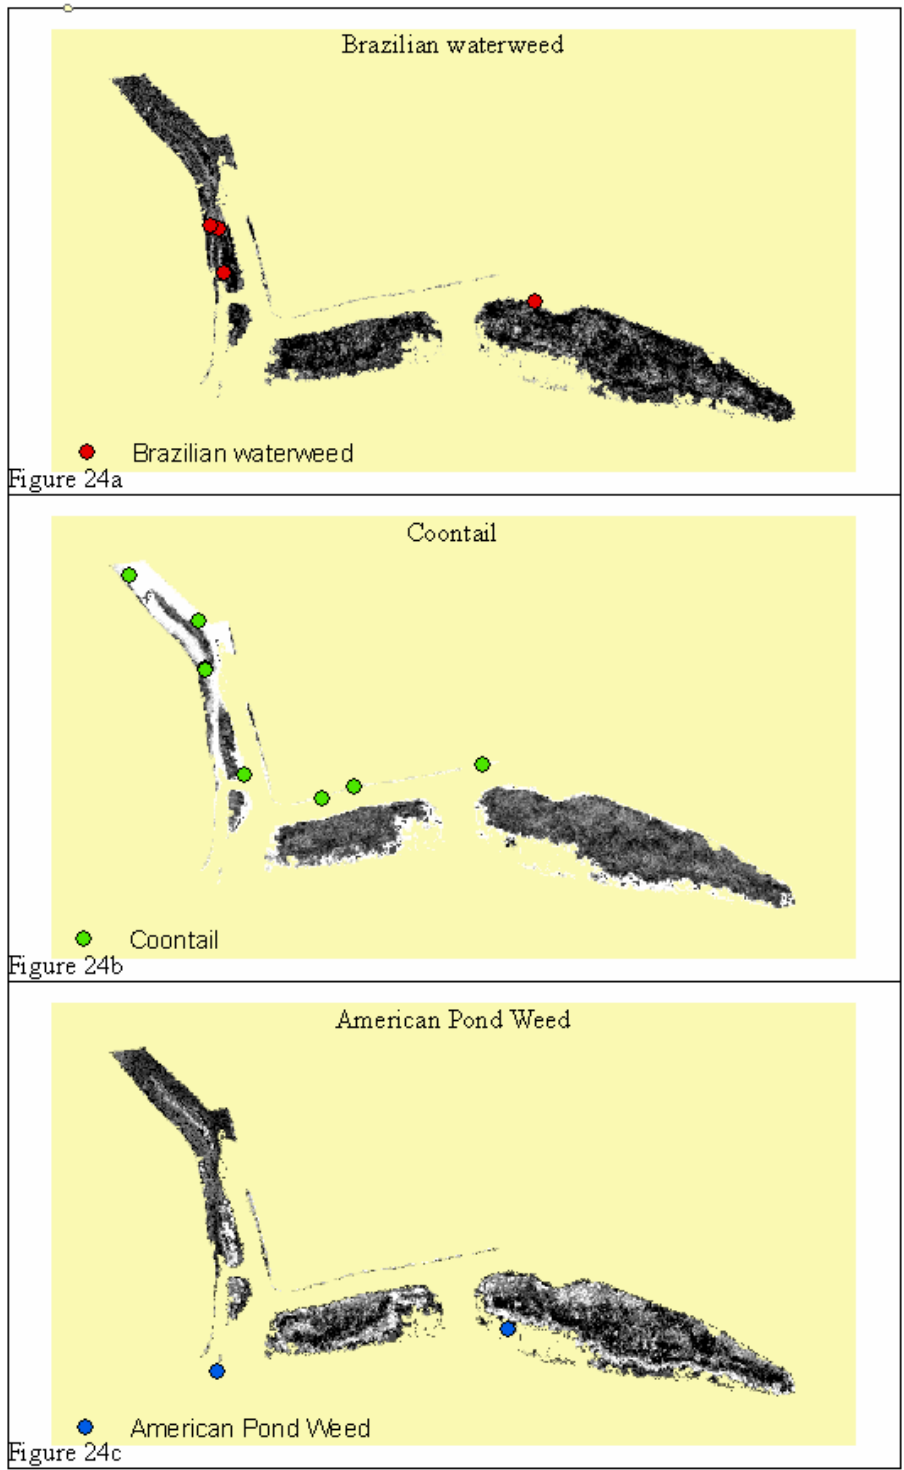 Brazilian waterweed
Brazilian waterweed
Figure 24a
Coontail
Coontail
Figure 24b
American Pond Weed
American Pond Weed
Figure 24c